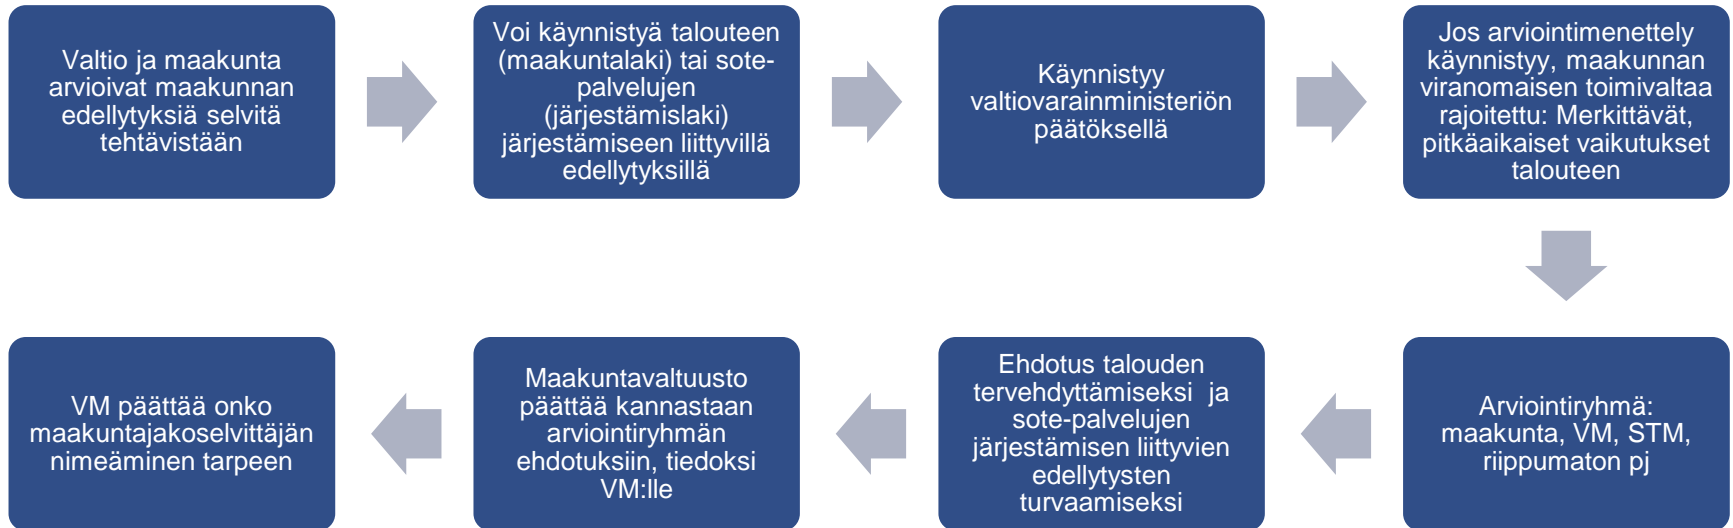 Valtio ja maakunta
arvioivat maakunnan
edellytyksiä selvitä
tehtävistään
Voi käynnistyä talouteen
(maakuntalaki) tai sote-
palvelujen
(järjestämislaki)
järjestämiseen liittyvillä
edellytyksillä
Käynnistyy
valtiovarainministeriön
päätöksellä
Jos arviointimenettely
käynnistyy, maakunnan
viranomaisen toimivaltaa
rajoitettu: Merkittävät,
pitkäaikaiset vaikutukset
talouteen
Arviointiryhmä:
maakunta, VM, STM,
riippumaton pj
Ehdotus talouden
tervehdyttämiseksi ja
sote-palvelujen
järjestämisen liittyvien
edellytysten
turvaamiseksi
Maakuntavaltuusto
päättää kannastaan
arviointiryhmän
ehdotuksiin, tiedoksi
VM:lle
VM päättää onko
maakuntajakoselvittäjän
nimeäminen tarpeen